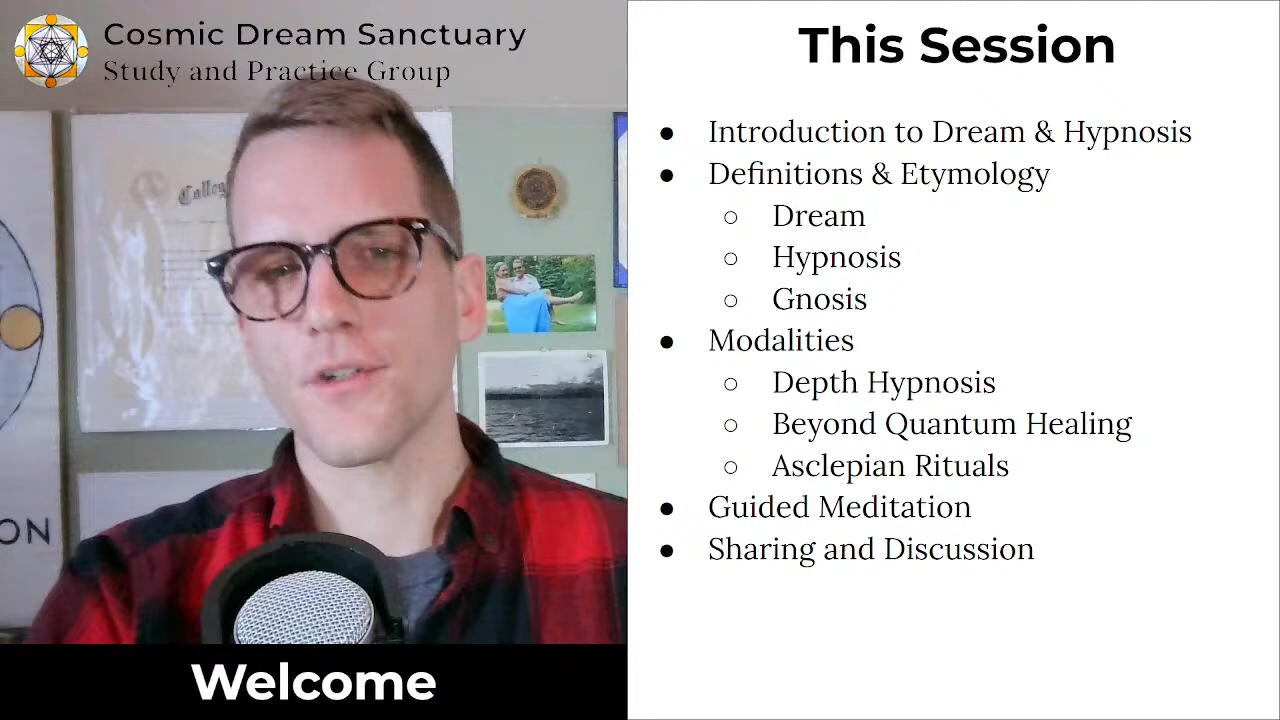 Cosmic Dream Sanctuary
Study and Practice Group
Colleg
ON
Welcome
This Session
● Introduction to Dream & Hypnosis
● Definitions & Etymology
○ Dream
○ Hypnosis
○ Gnosis
● Modalities
○ Depth Hypnosis
○ Beyond Quantum Healing
○ Asclepian Rituals
● Guided Meditation
● Sharing and Discussion